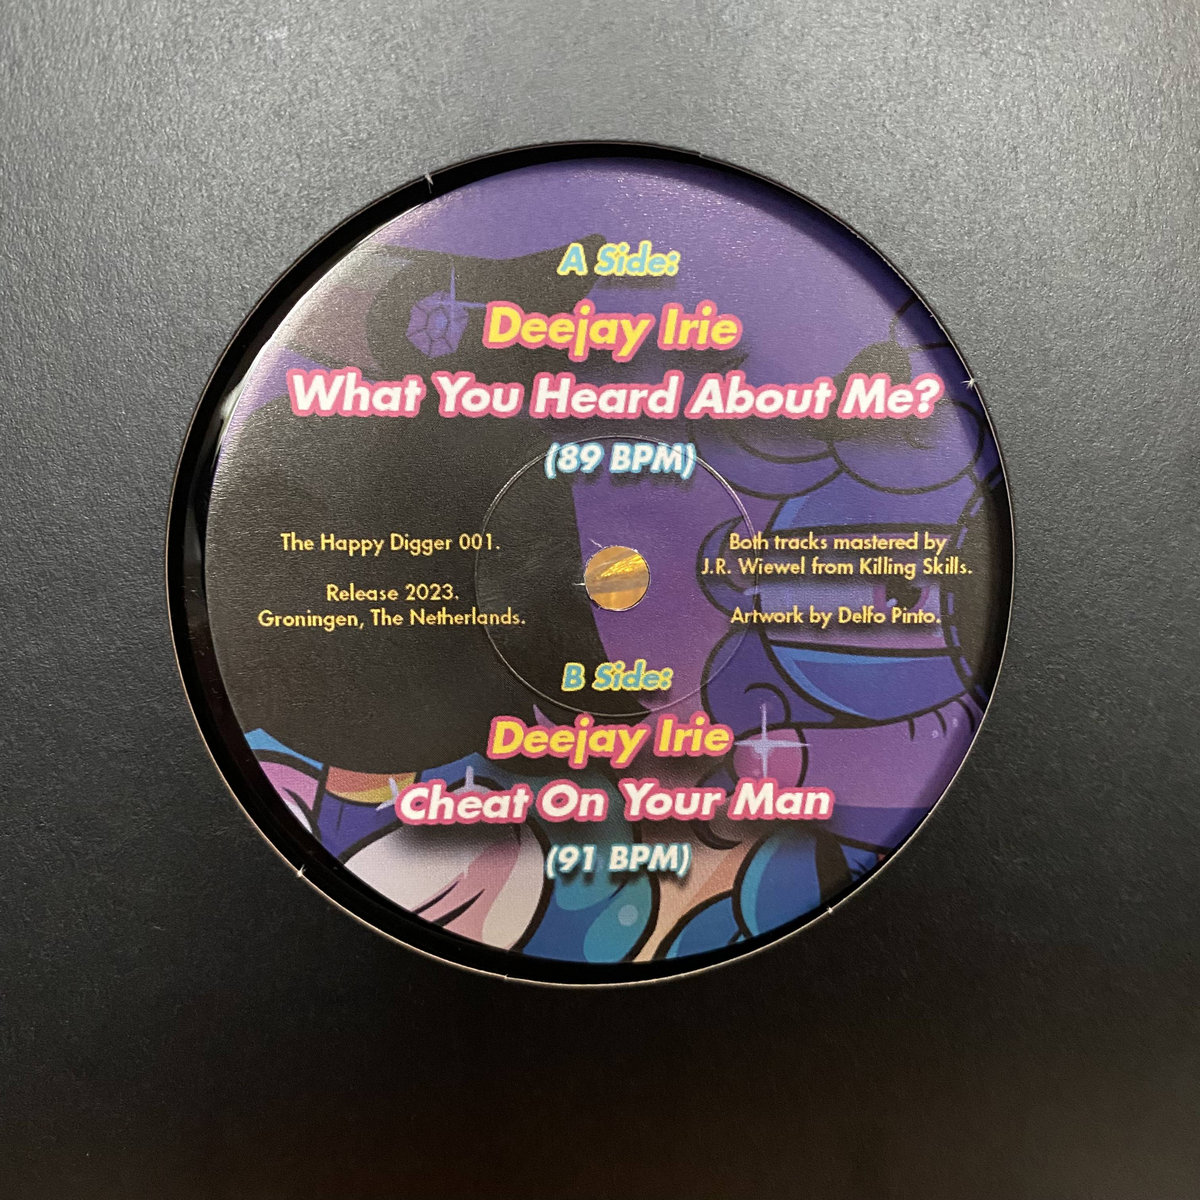 A Side:
Deejay Irie
What You Heard About Me?
(89 BPM)
The Happy Digger 001.
Release 2023.
Groningen, The Netherlands.
Both tracks mastered by
J.R. Wiewel from Killing Skills.
Artwork by Delfo Pinto.
B Side:
Deejay Irie
Cheat On Your Man
(91 BPM)